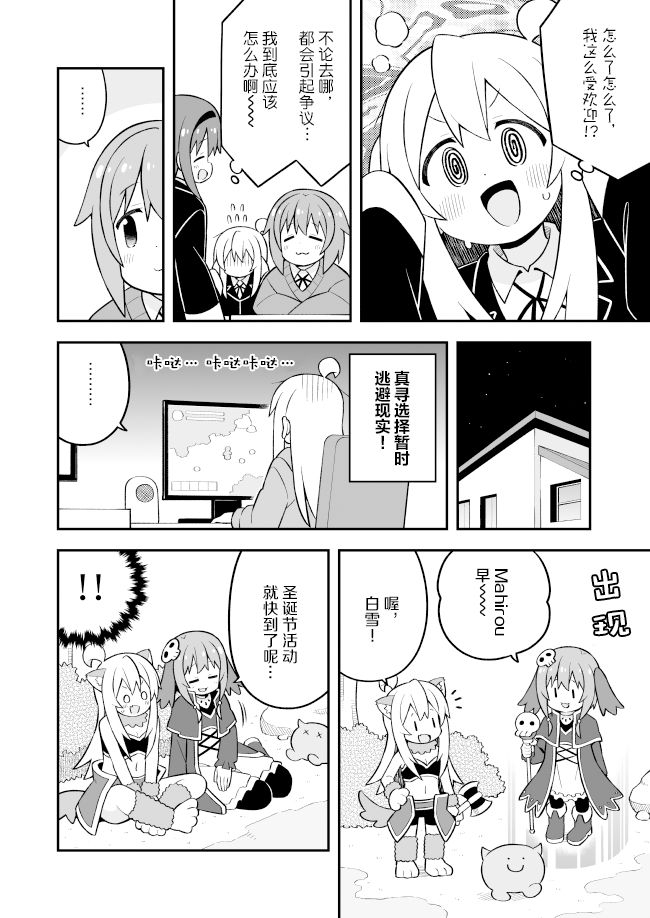 怎么了怎么了，
我这么受欢迎!?
不论去哪，
都会引起争议…
我到底应该
怎么办啊～～
……
真寻选择暂时
逃避现实！
咔哒… 咔哒咔哒…
………
出现
Mahirou
早～～
喔，
白雪！
圣诞节活动
就快到了呢…
!!